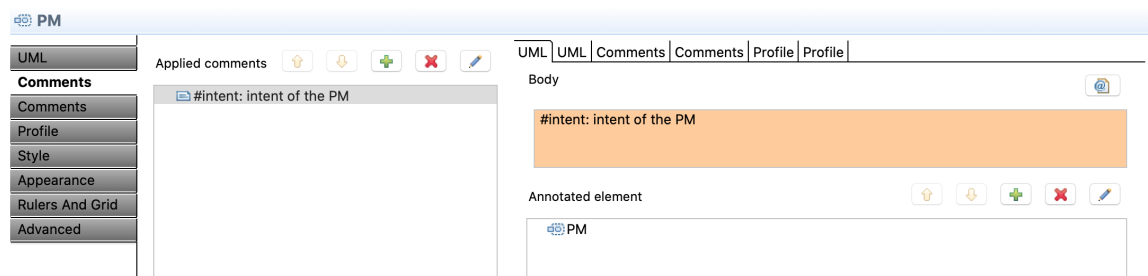 PM
UML
Comments
Comments
Profile
Style
Appearance
Rulers And Grid
Advanced
Applied comments
#intent: intent of the PM
UML UML Comments Comments Profile Profile
Body
#intent: intent of the PM
Annotated element
PM